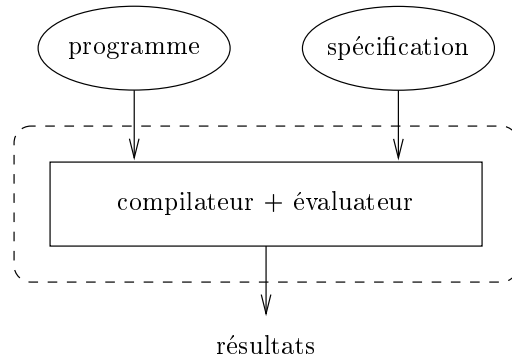 programme
spécification
compilateur + évaluateur
résultats